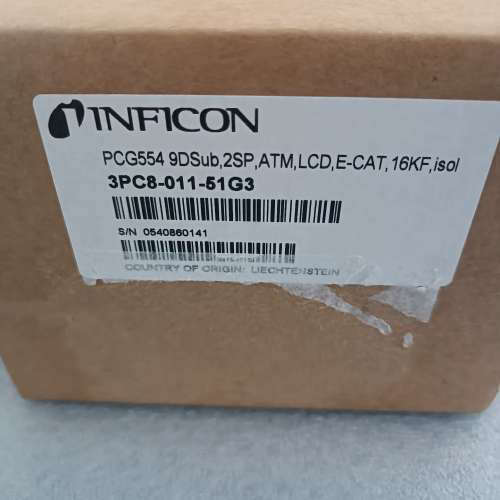 INFICON
PCG554 9DSub,2SP,ATM,LCD,E-CAT,16KF,isol
3PC8-011-51G3
S/N 0540860141
COUNTRY OF ORIGIN: LIECHTENSTEIN